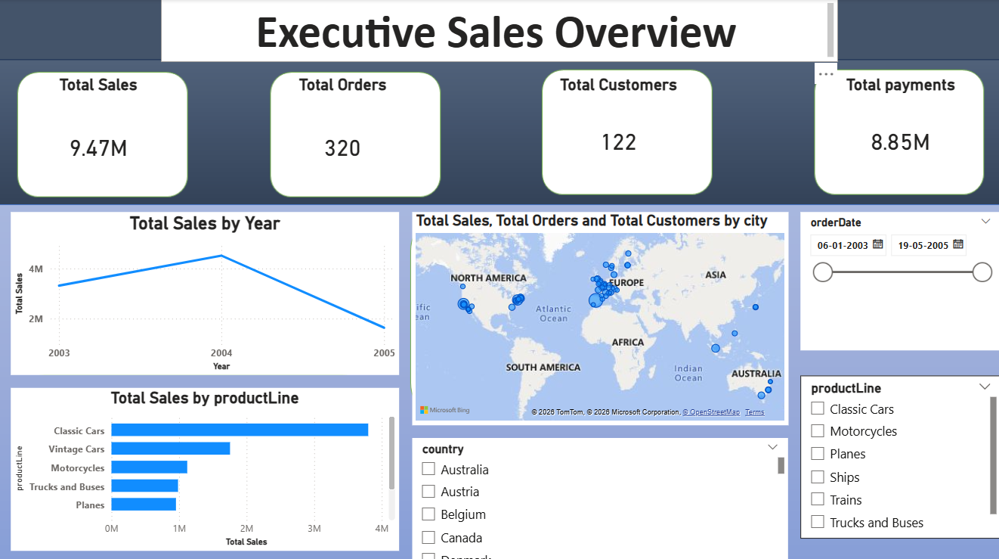 Executive Sales Overview
Total Sales
9.47M
Total Orders
320
Total Customers
122
Total payments
8.85M
Total Sales by Year
Total Sales
4M
2M
2003
2004
2005
Year
Total Sales by productLine
productLine
Classic Cars
Vintage Cars
Motorcycles
Trucks and Buses
Planes
0M
1M
2M
3M
4M
Total Sales
Total Sales, Total Orders and Total Customers by city
NORTH AMERICA
EUROPE
ASIA
ific
ean
Atlantic
Ocean
AFRICA
SOUTH AMERICA
Indian
Ocean
AUSTRALIA
Microsoft Bing
© 2026 TomTom, © 2026 Microsoft Corporation, © OpenStreetMap Terms
country
Australia
Austria
Belgium
Canada
orderDate
06-01-2003
19-05-2005
productLine
Classic Cars
Motorcycles
Planes
Ships
Trains
Trucks and Buses